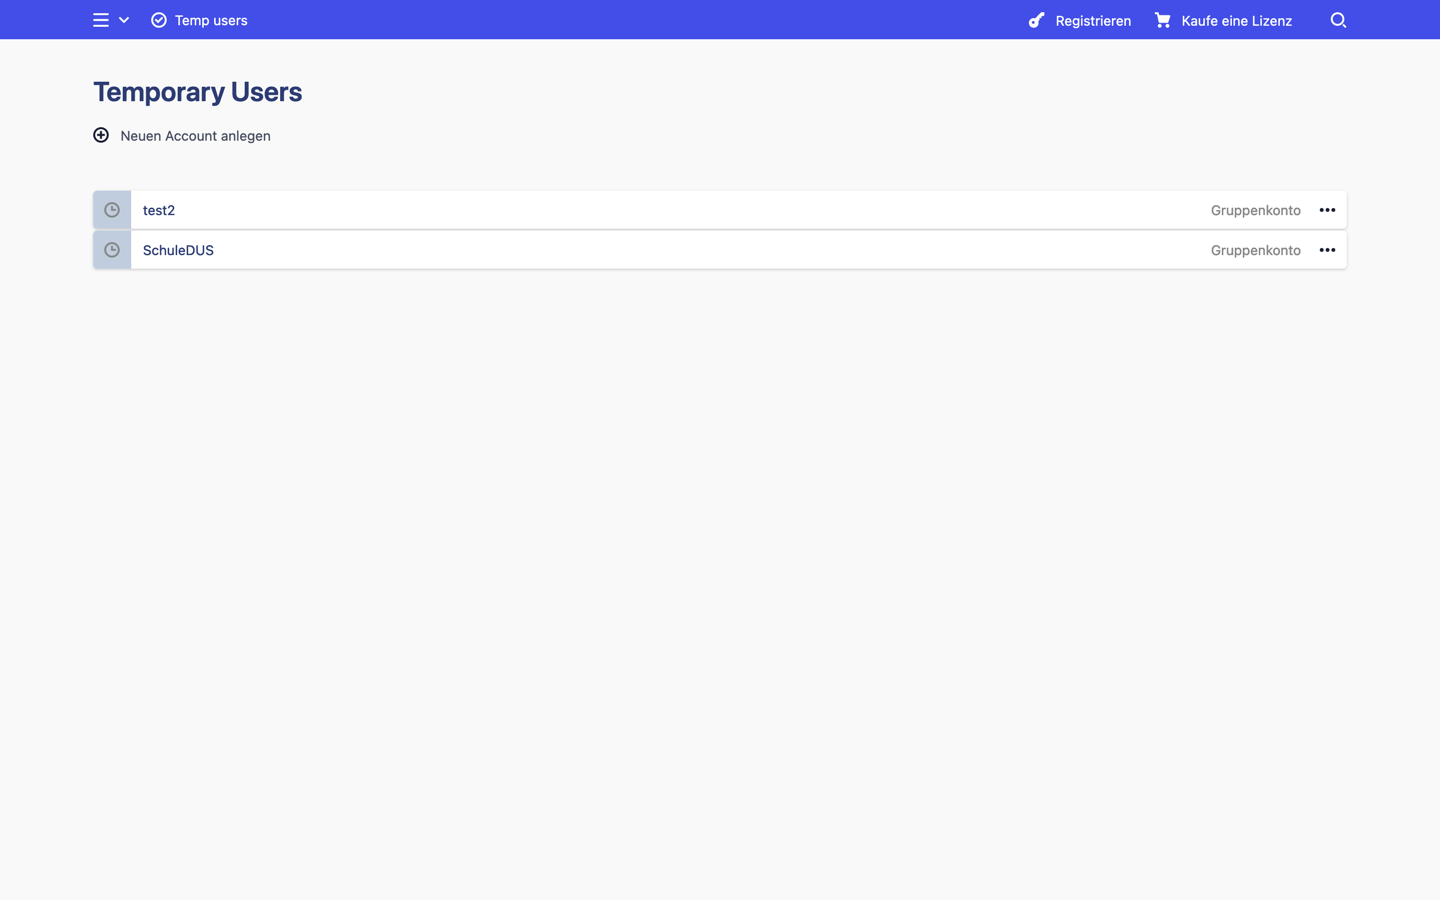 Temp users
Registrieren
Kaufe eine Lizenz
Temporary Users
Neuen Account anlegen
test2
Gruppenkonto
SchuleDUS
Gruppenkonto